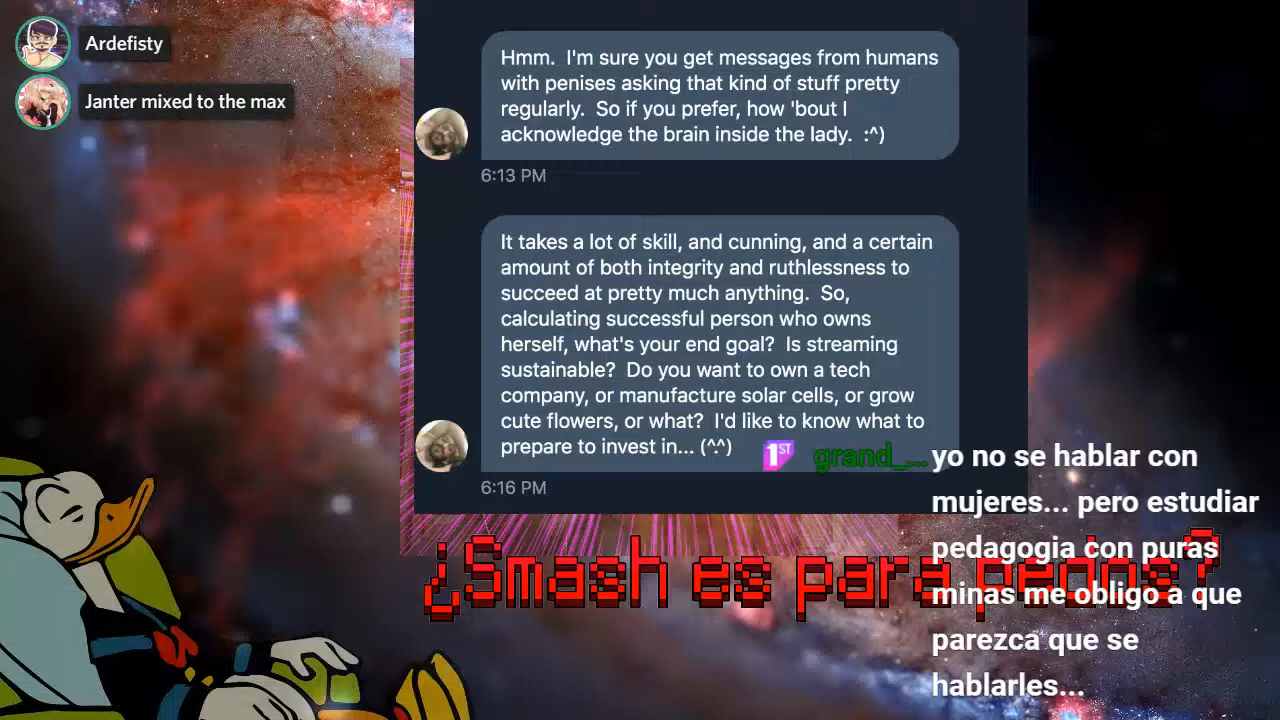 Ardefisty
Janter mixed to the max
Hmm. I'm sure you get messages from humans
with penises asking that kind of stuff pretty
regularly. So if you prefer, how 'bout I
acknowledge the brain inside the lady. :^)
6:13 PM
It takes a lot of skill, and cunning, and a certain
amount of both integrity and ruthlessness to
succeed at pretty much anything. So,
calculating successful person who owns
herself, what's your end goal? Is streaming
sustainable? Do you want to own a tech
company, or manufacture solar cells, or grow
cute flowers, or what? I'd like to know what to
prepare to invest in... (^.^)
6:16 PM
1ST grand_...
yo no se hablar con
mujeres... pero estudiar
pedagogia con puras
minas me obligo a que
parezca que se
hablarles...
¿Smash es para